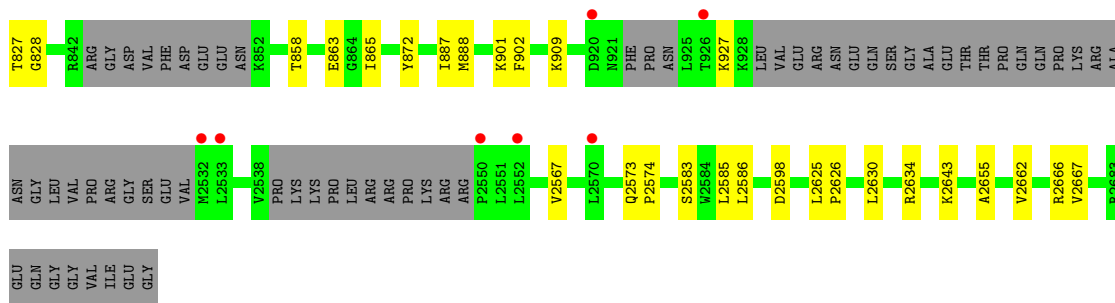 T827 G828 R842 ARG GLY ASP VAL PHE ASP GLU GLU ASN K852 T858 E863 G864 I865 Y872 I887 M888 K901 F902 K909 D920 N921 PHE PRO ASN L925 T926 K927 K928 LEU VAL GLU ARG ASN GLU GLN SER GLY ALA GLU THR THR PRO GLN GLN PRO LYS ARG ALA
ASN GLY LEU VAL PRO ARG GLY SER GLU VAL M2532 L2533 V2538 PRO LYS LYS PRO LEU ARG ARG PRO LYS ARG ARG P2550 L2551 L2552 V2567 L2570 Q2573 P2574 S2583 W2584 L2585 L2586 D2598 L2625 P2626 L2630 R2634 K2643 A2655 V2662 R2666 V2667 R2683
GLU GLN GLY GLY VAL ILE GLU GLY